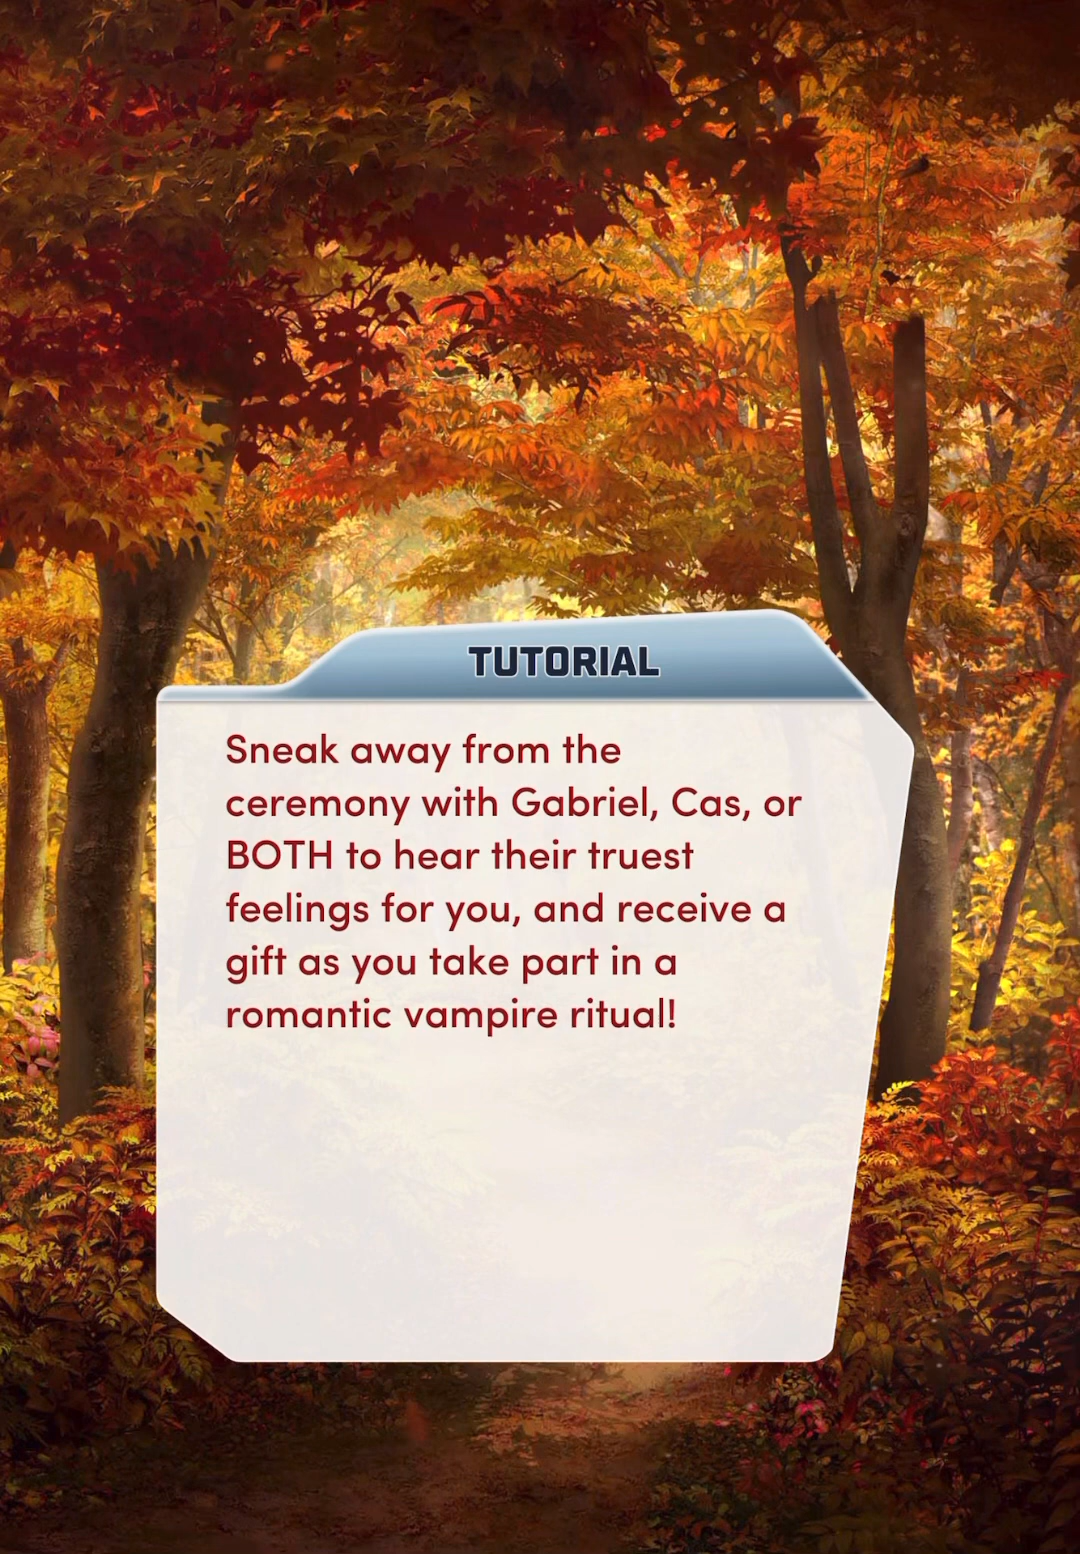 TUTORIAL
Sneak away from the
ceremony with Gabriel, Cas, or
BOTH to hear their truest
feelings for you, and receive a
gift as you take part in a
romantic vampire ritual!